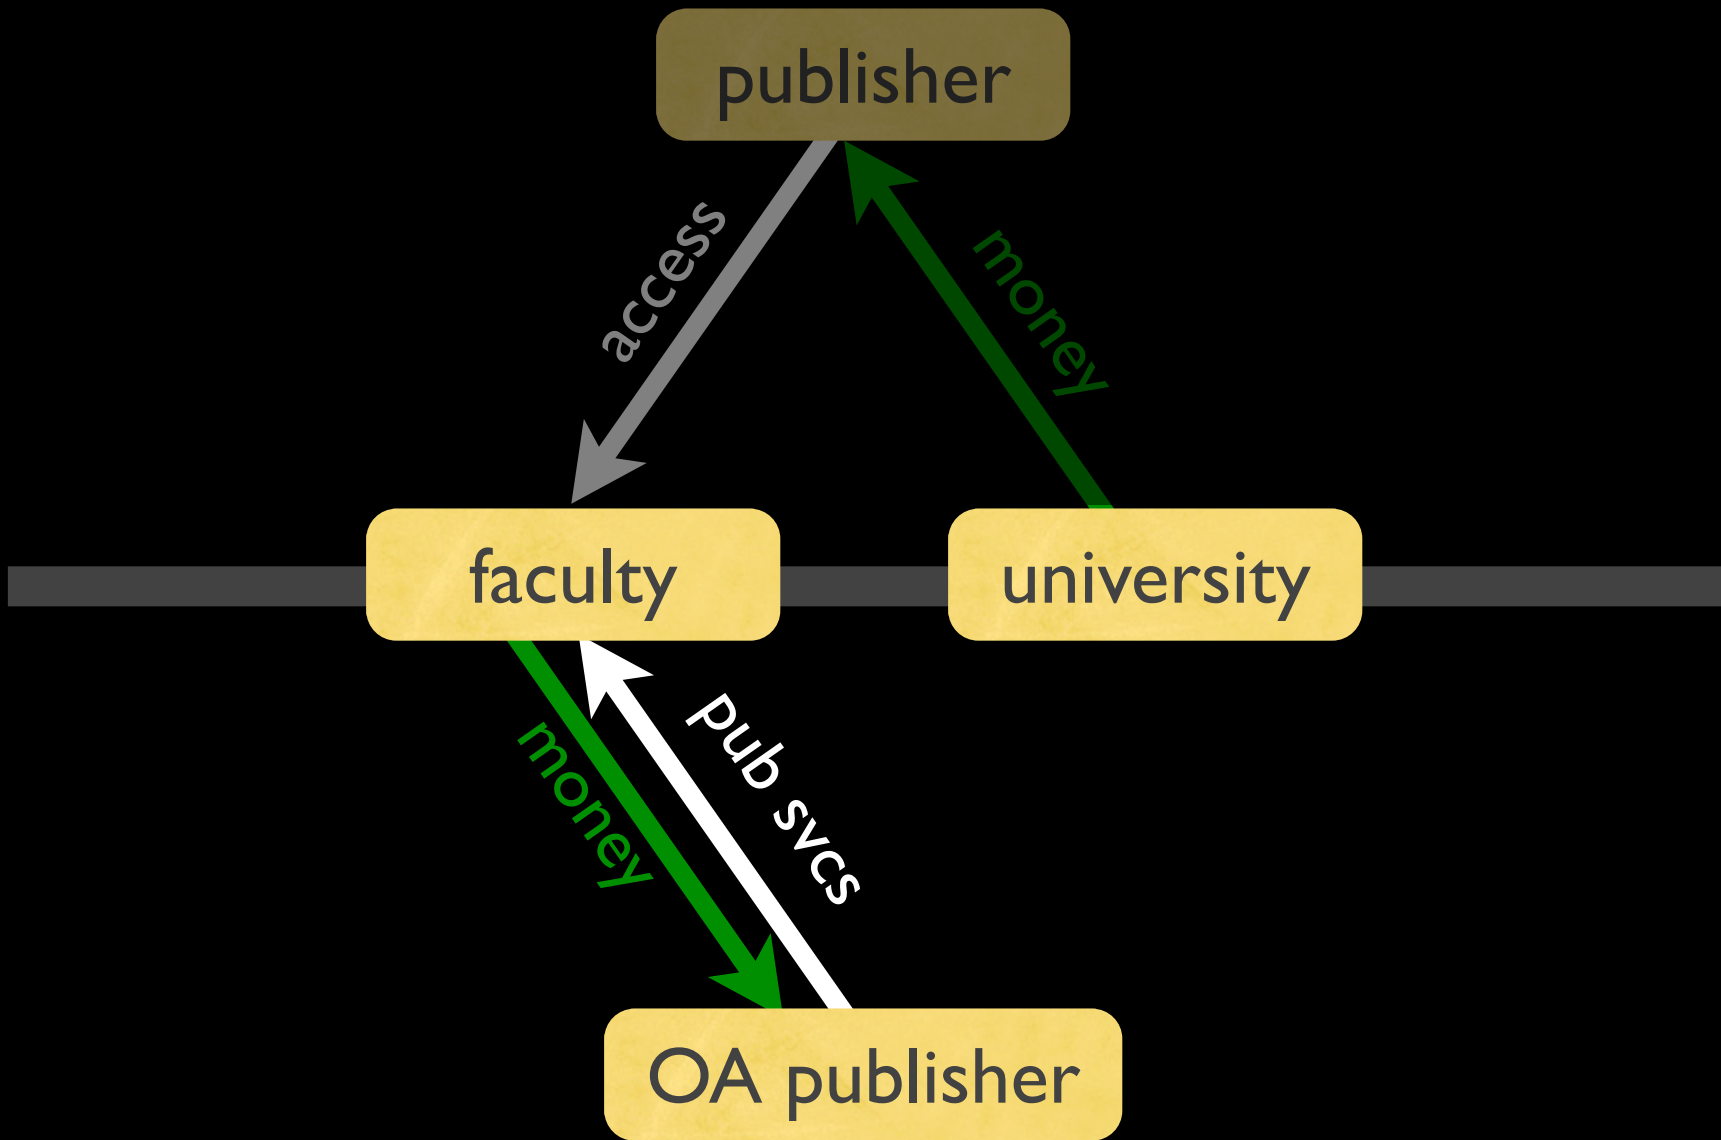 publisher
access
money
faculty
university
money
pub svcs
OA publisher